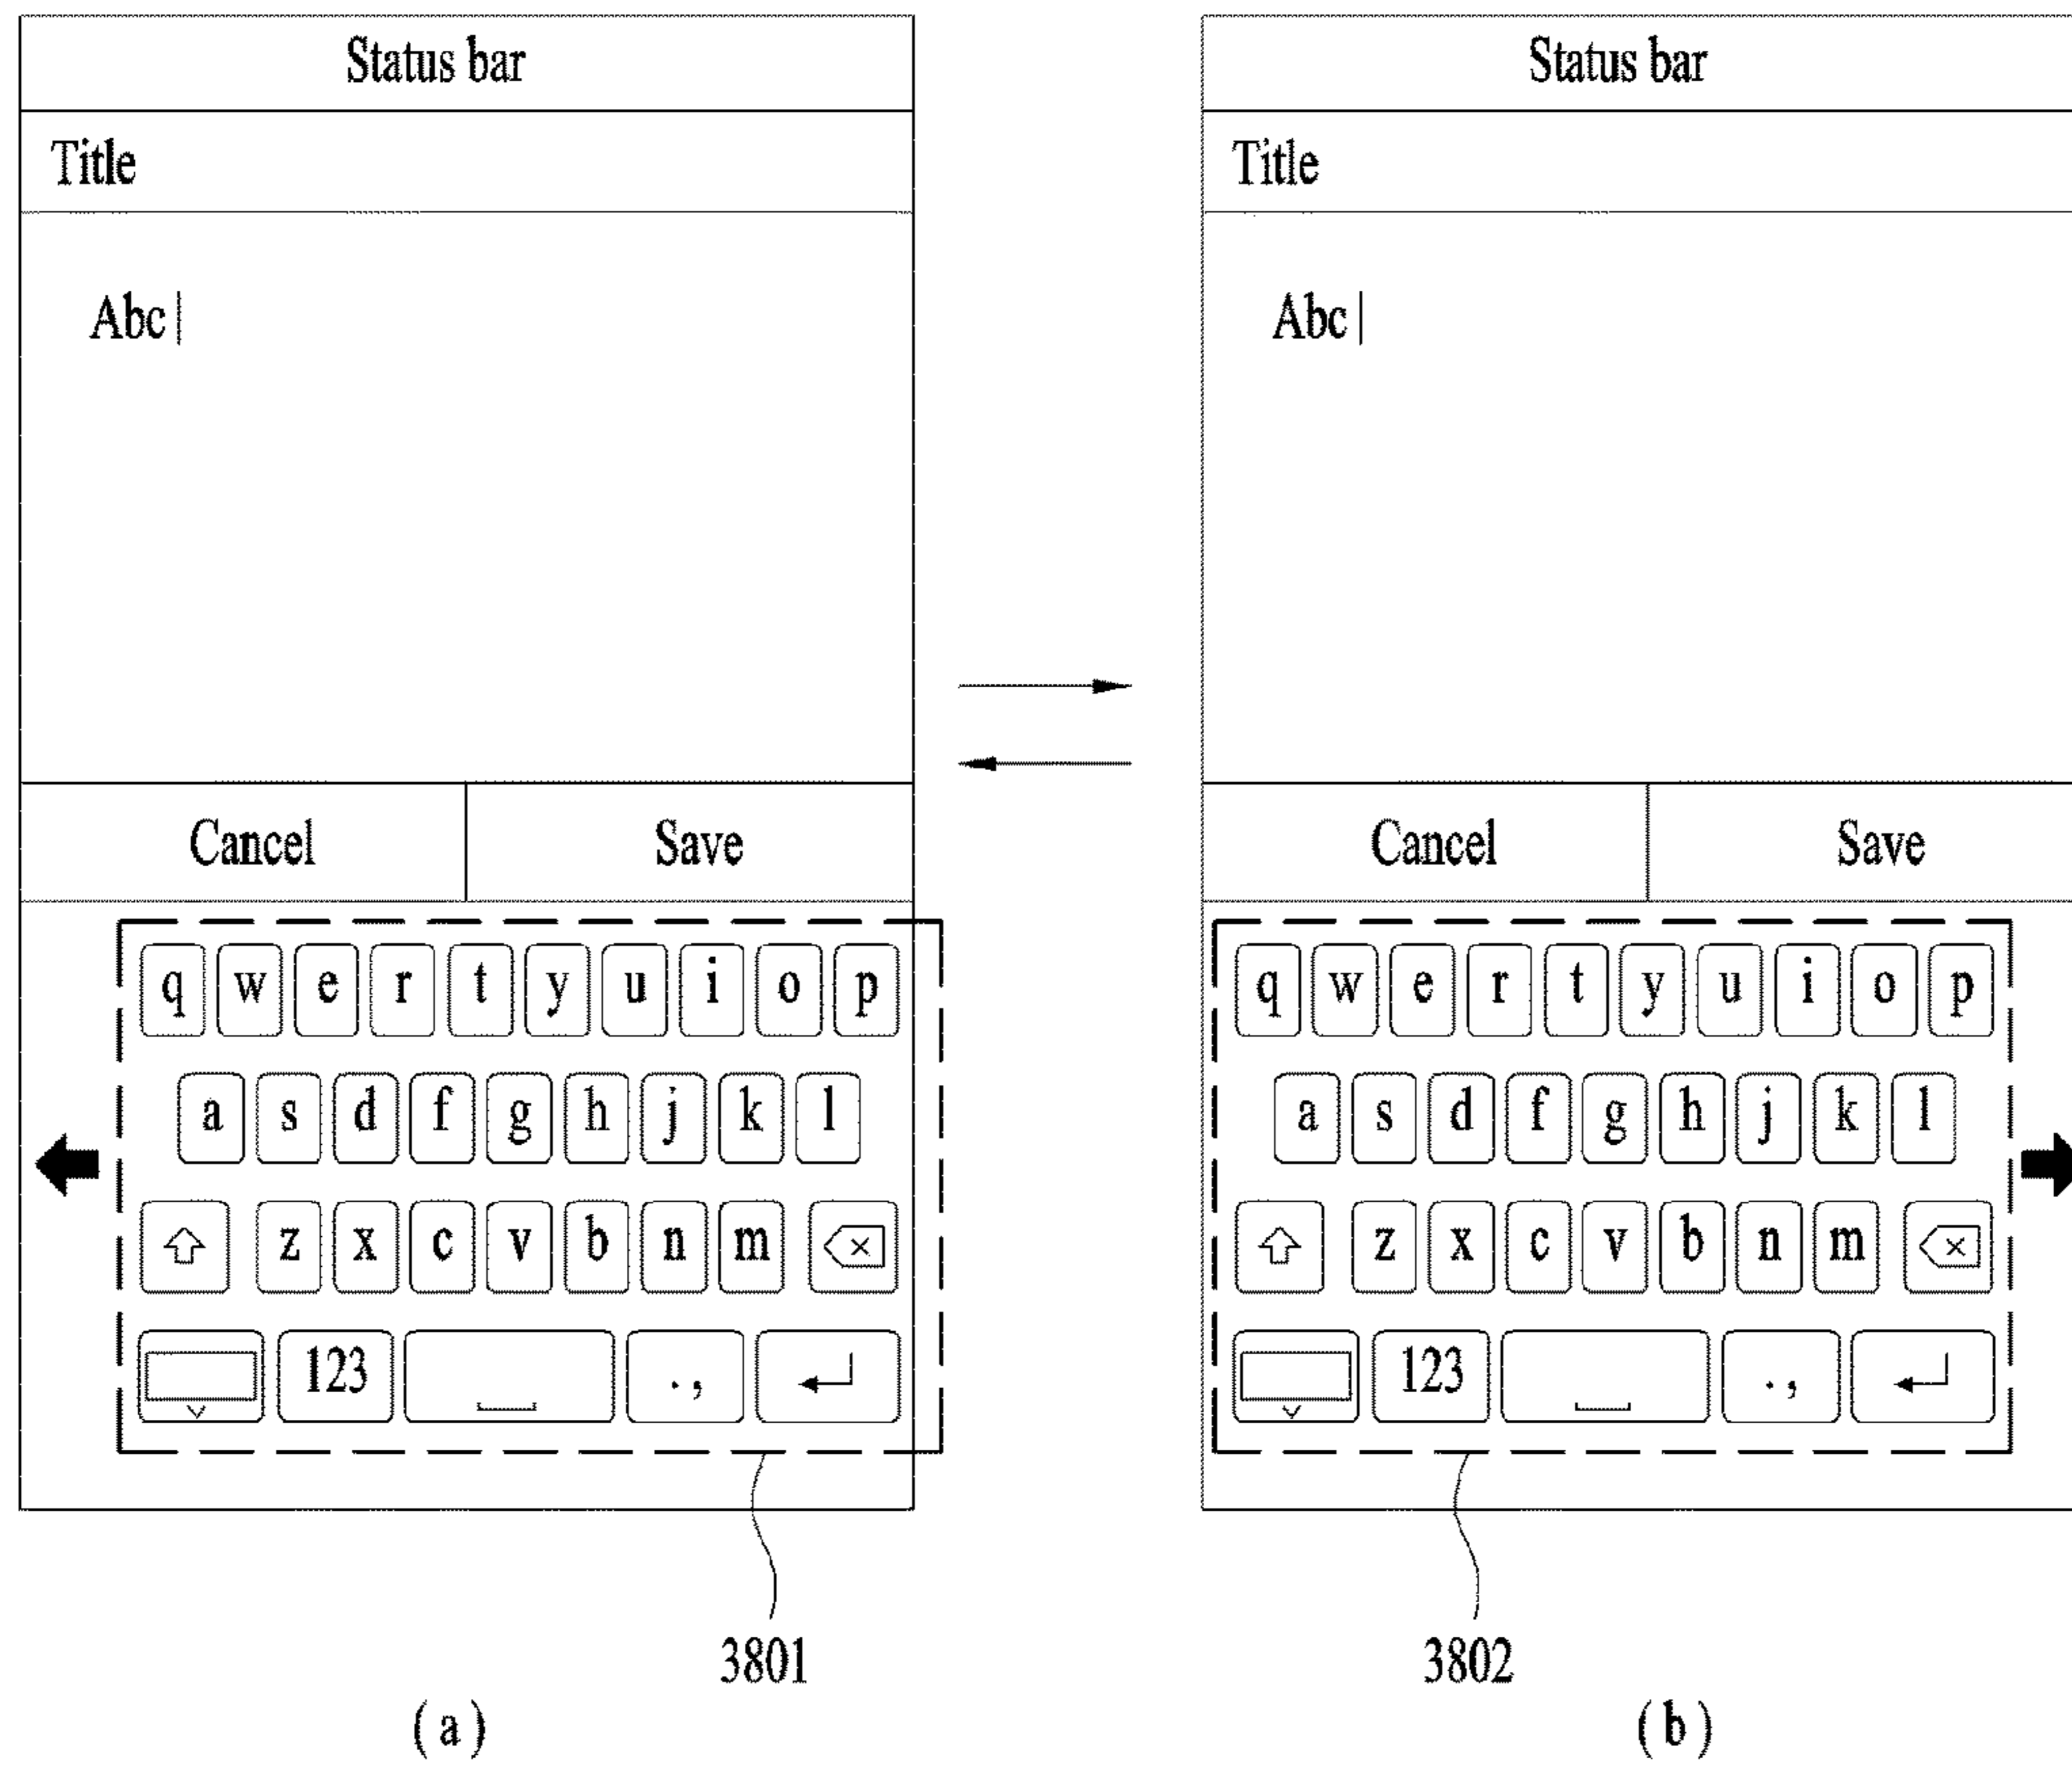 Status bar
Title
Abc
Cancel Save
q w e r t y u i o p
a s d f g h j k l
z x c v b n m
123 . ,
3801
(a)
Status bar
Title
Abc
Cancel Save
q w e r t y u i o p
a s d f g h j k l
z x c v b n m
123 . ,
3802
(b)